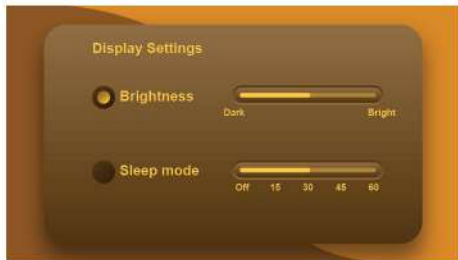 Display Settings
Brightness
Dark Bright
Sleep mode
Off 15 30 45 60